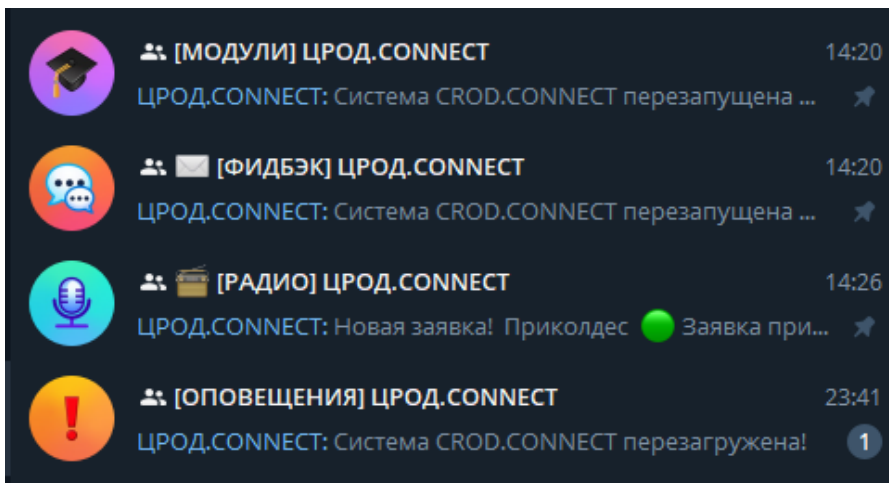 [МОДУЛИ] ЦРОД.CONNECT 14:20
ЦРОД.CONNECT: Система CROD.CONNECT перезапущена ...
[ФИДБЭК] ЦРОД.CONNECT 14:20
ЦРОД.CONNECT: Система CROD.CONNECT перезапущена ...
[РАДИО] ЦРОД.CONNECT 14:26
ЦРОД.CONNECT: Новая заявка! Приколдес Заявка при...
[ОПОВЕЩЕНИЯ] ЦРОД.CONNECT 23:41
ЦРОД.CONNECT: Система CROD.CONNECT перезагружена! 1